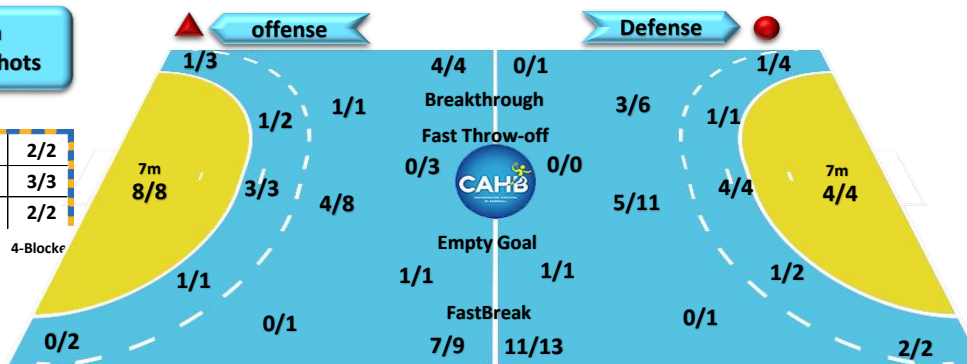 offense
Defense
hots
1/3
4/4
0/1
1/4
Breakthrough
1/2
1/1
3/6
1/1
Fast Throw-off
2/2
7m
0/3
0/0
7m
3/3
8/8
3/3
4/8
CAHB
5/11
4/4
4/4
2/2
4-Blocke
Empty Goal
1/1
1/1
1/1
1/2
FastBreak
0/2
0/1
7/9
11/13
0/1
2/2